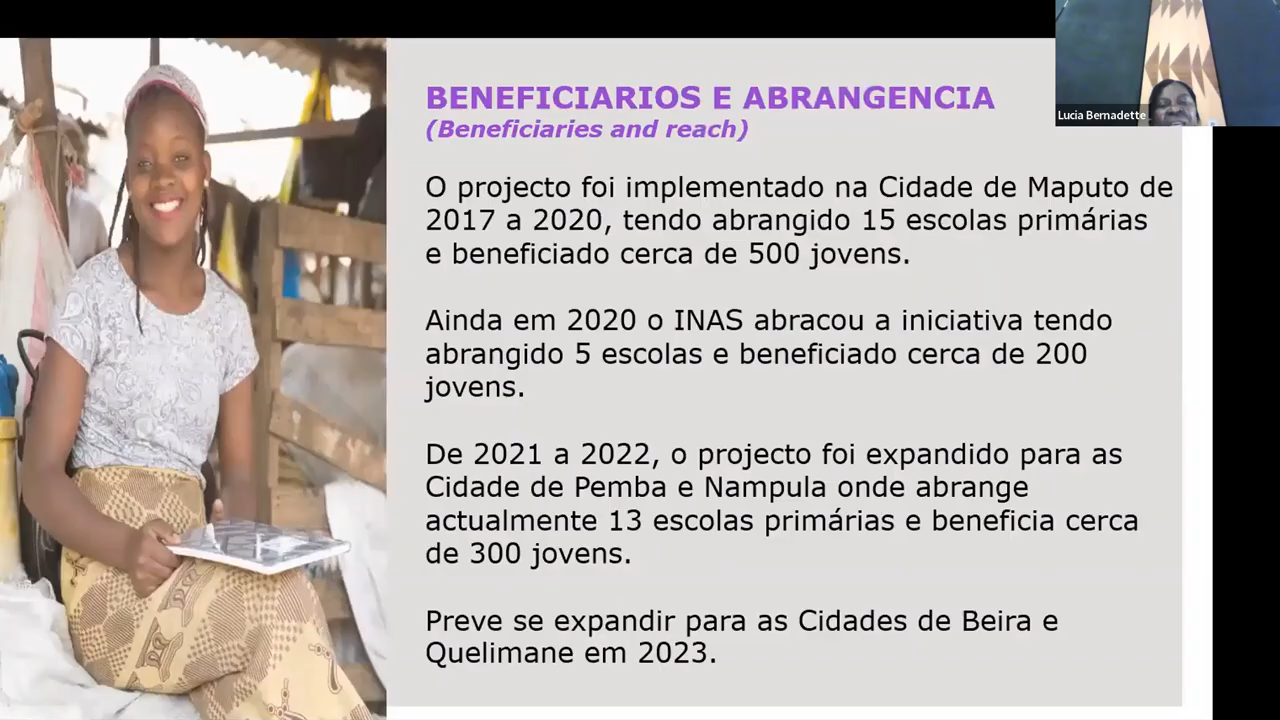 BENEFICIARIOS E ABRANGENCIA
(Beneficiaries and reach)
Lucia Bernadette
O projecto foi implementado na Cidade de Maputo de
2017 a 2020, tendo abrangido 15 escolas primárias
e beneficiado cerca de 500 jovens.
Ainda em 2020 o INAS abracou a iniciativa tendo
abrangido 5 escolas e beneficiado cerca de 200
jovens.
De 2021 a 2022, o projecto foi expandido para as
Cidade de Pemba e Nampula onde abrange
actualmente 13 escolas primárias e beneficia cerca
de 300 jovens.
Preve se expandir para as Cidades de Beira e
Quelimane em 2023.